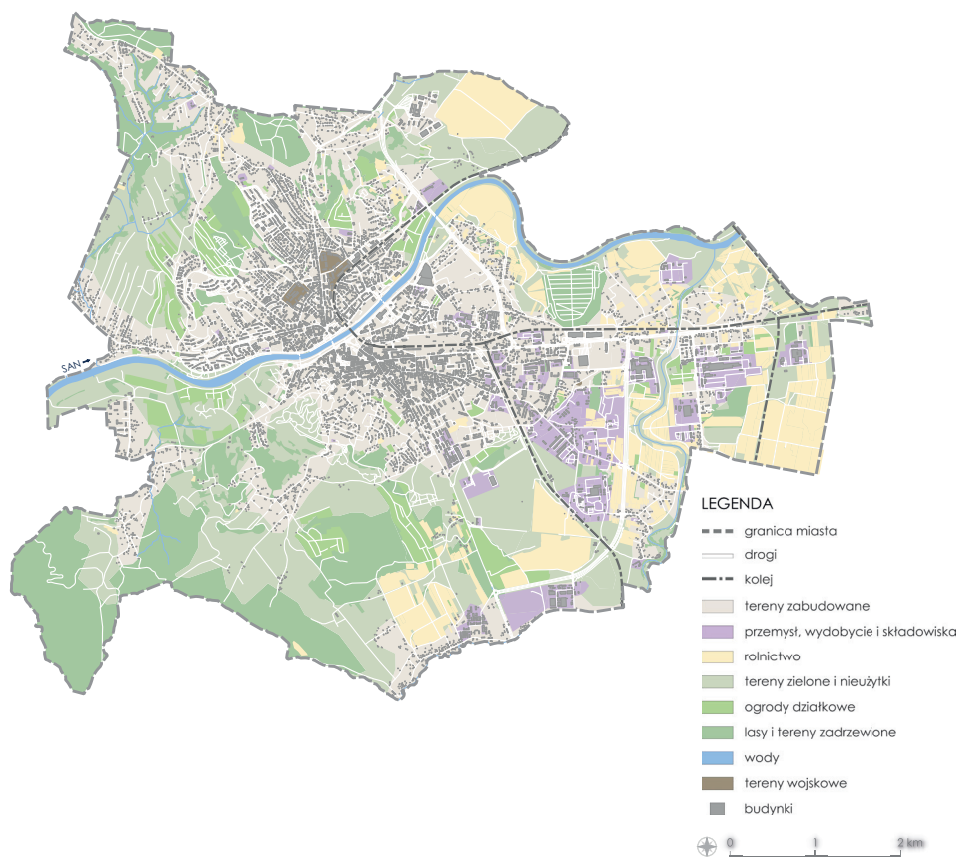 SAN
LEGENDA
granica miasta
drogi
kolej
tereny zabudowane
przemysł, wydobycie i składowiska
rolnictwo
tereny zielone i nieużytki
ogrody działkowe
lasy i tereny zadrzewone
wody
tereny wojskowe
budynki
0 1 2 km